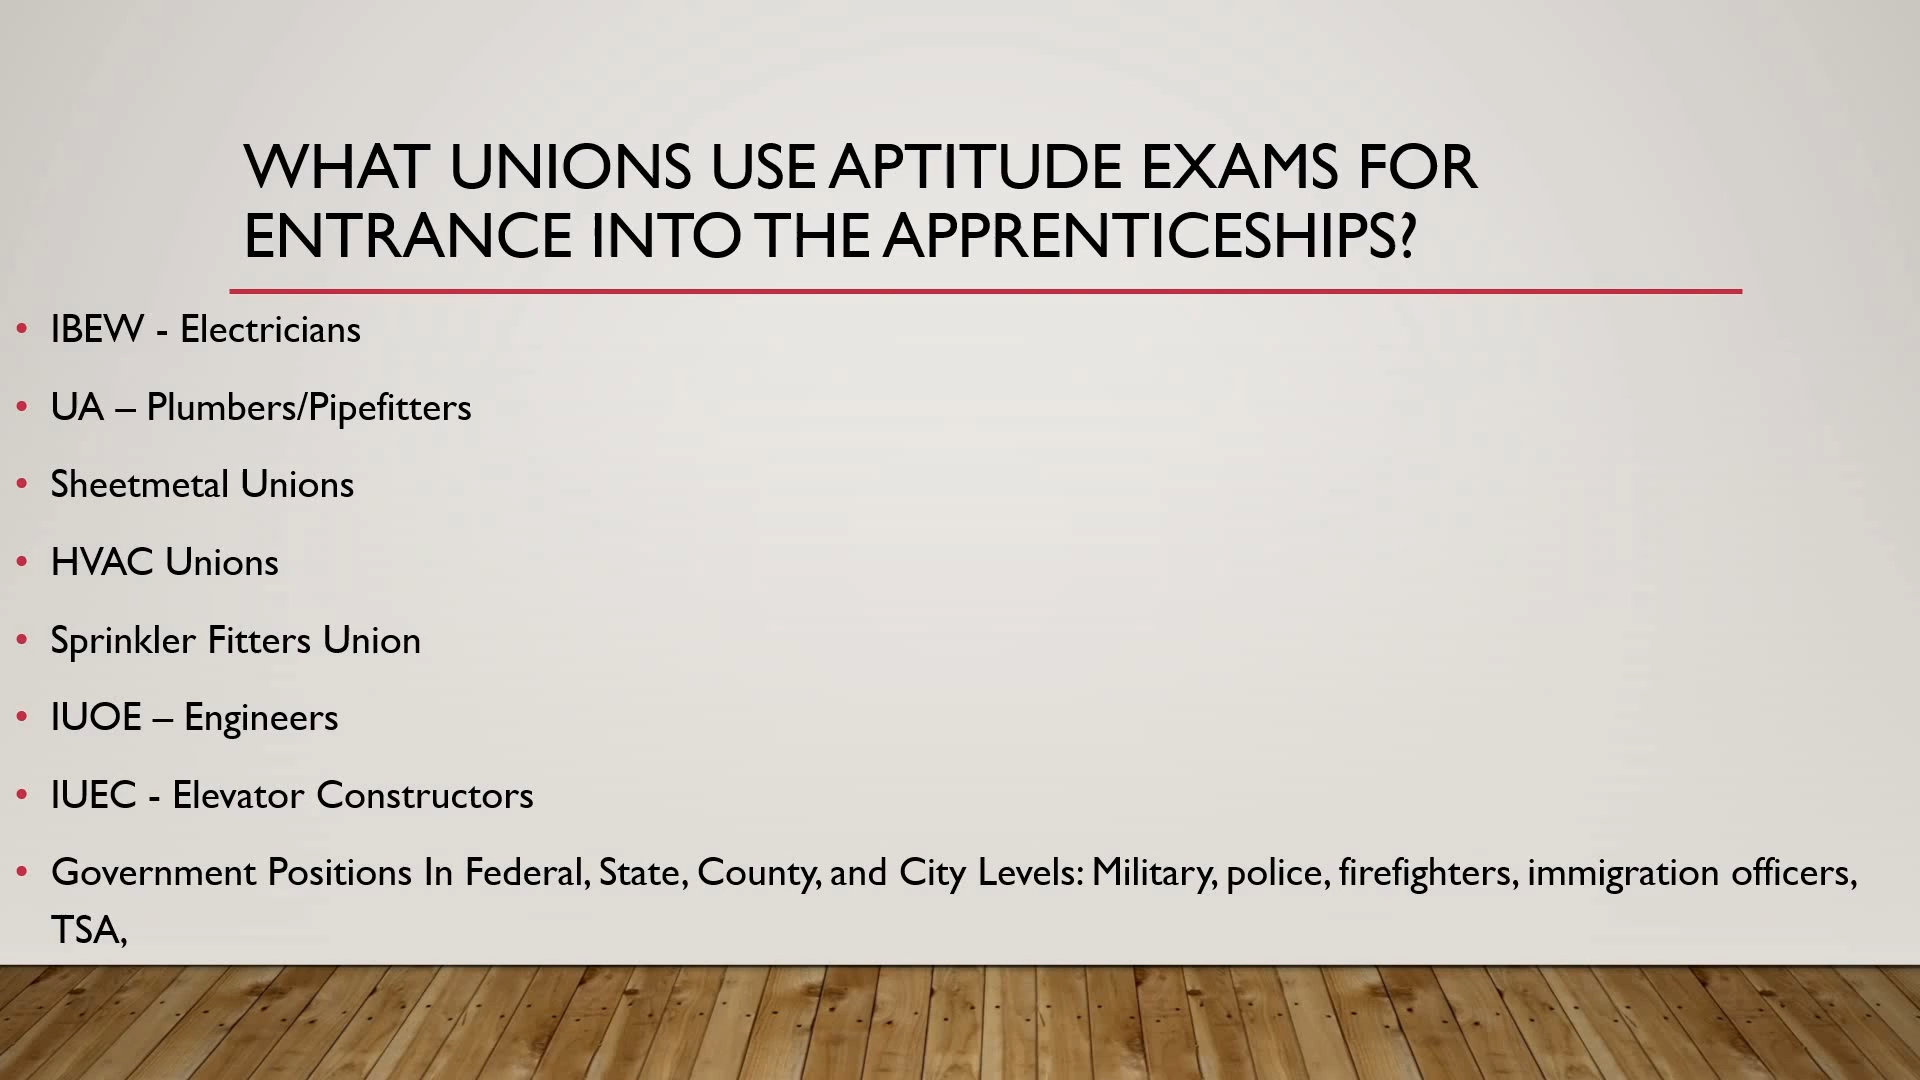 WHAT UNIONS USE APTITUDE EXAMS FOR
ENTRANCE INTO THE APPRENTICESHIPS?
• IBEW - Electricians
• UA – Plumbers/Pipefitters
• Sheetmetal Unions
• HVAC Unions
• Sprinkler Fitters Union
• IUOE – Engineers
• IUEC - Elevator Constructors
• Government Positions In Federal, State, County, and City Levels: Military, police, firefighters, immigration officers,
TSA,